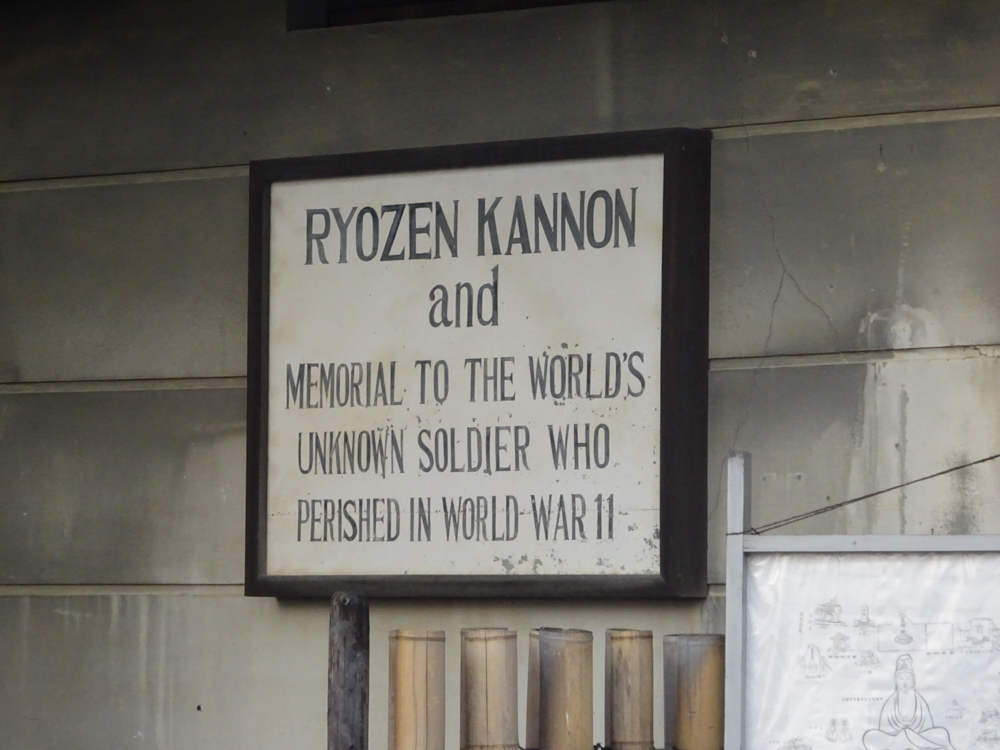 RYOZEN KANNON
and
MEMORIAL TO THE WORLD'S
UNKNOWN SOLDIER WHO
PERISHED IN WORLD WAR 11